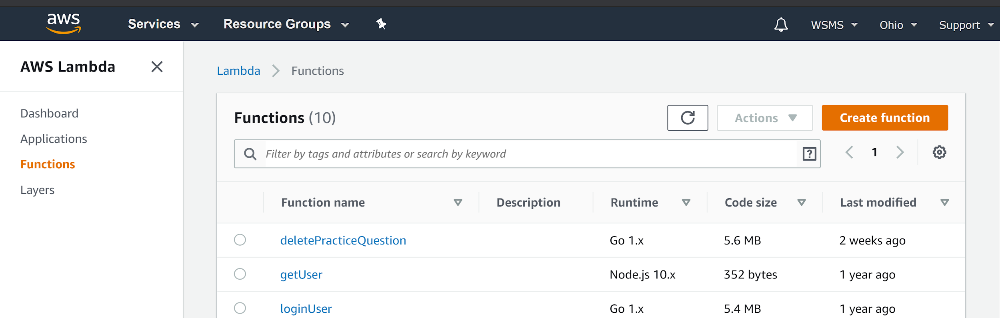 aws Services Resource Groups WSMS Ohio Support
AWS Lambda
Dashboard
Applications
Functions
Layers
Lambda Functions
Functions (10) Actions Create function
Filter by tags and attributes or search by keyword ? 1
Function name Description Runtime Code size Last modified
deletePracticeQuestion Go 1.x 5.6 MB 2 weeks ago
getUser Node.js 10.x 352 bytes 1 year ago
loginUser Go 1.x 5.4 MB 1 year ago